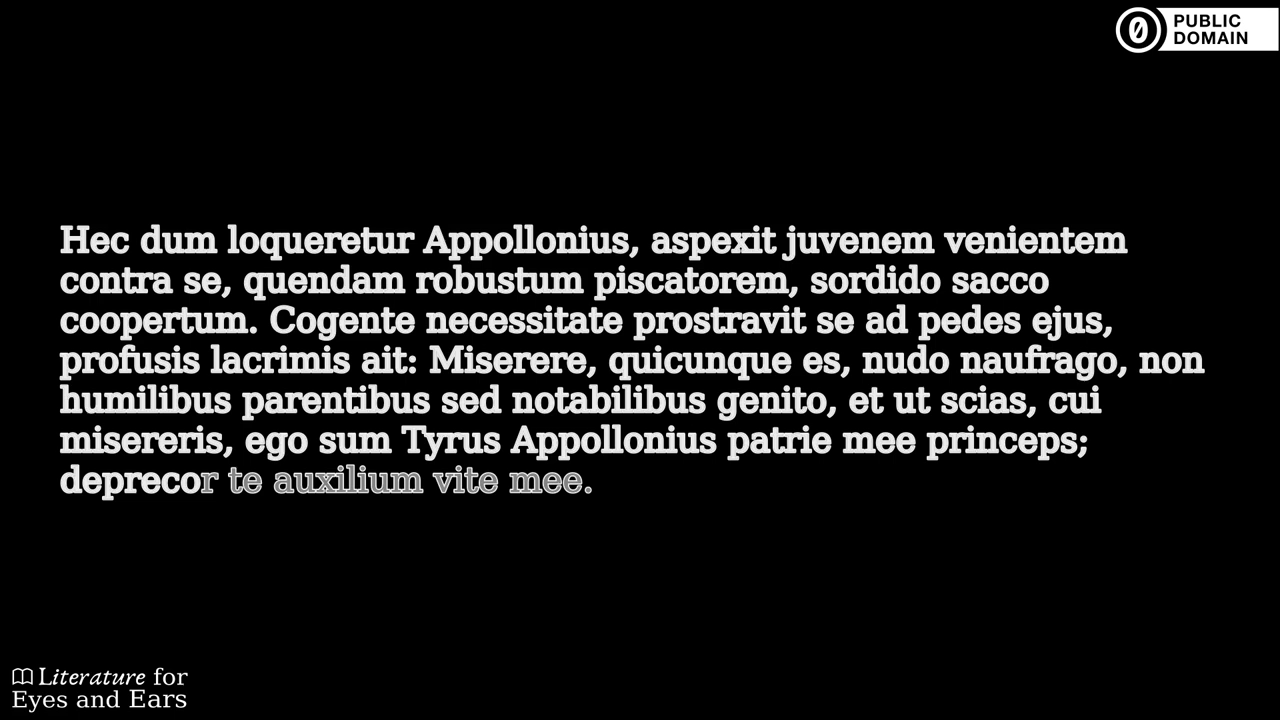 PUBLIC
DOMAIN
Hec dum loqueretur Appollonius, aspexit juvenem venientem
contra se, quendam robustum piscatorem, sordido sacco
coopertum. Cogente necessitate prostravit se ad pedes ejus,
profusis lacrimis ait: Miserere, quicunque es, nudo naufrago, non
humilibus parentibus sed notabilibus genito, et ut scias, cui
misereris, ego sum Tyrus Appollonius patrie mee princeps;
deprecor te auxilium vite mee.
Literature for
Eyes and Ears